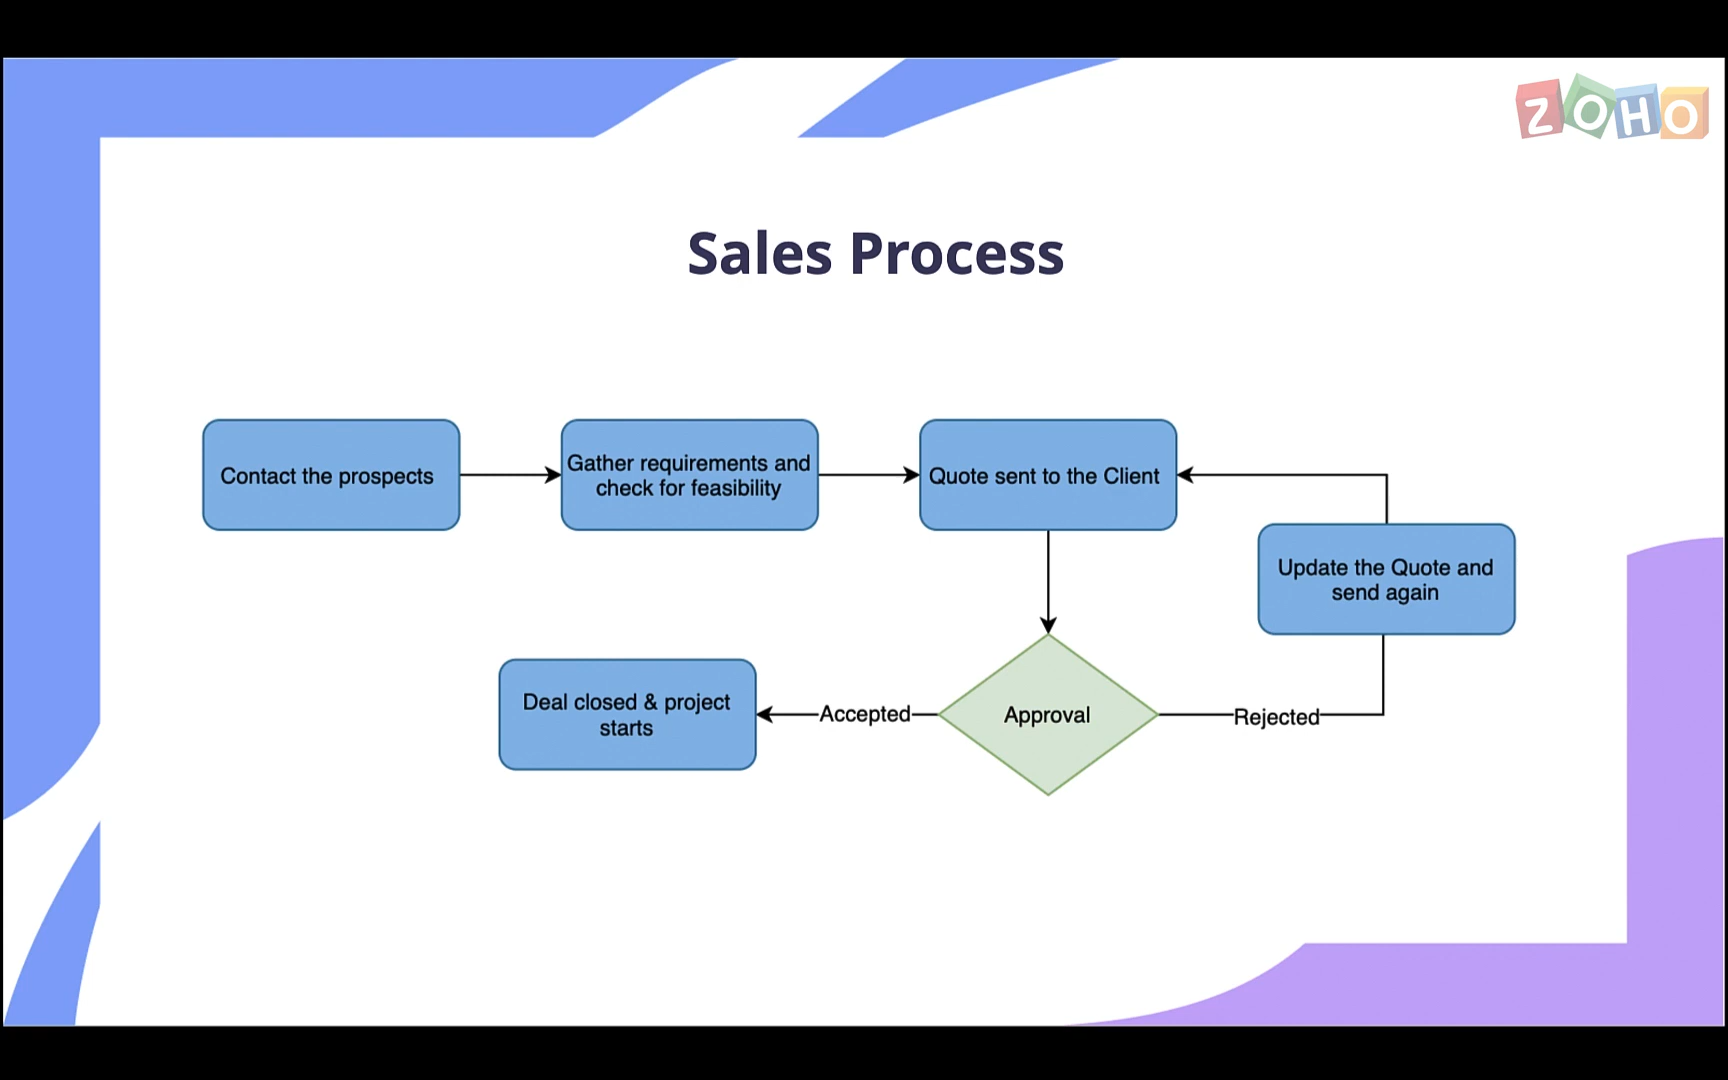 ZOHO
Sales Process
Contact the prospects
Gather requirements and
check for feasibility
Quote sent to the Client
Update the Quote and
send again
Deal closed & project
starts
Accepted
Approval
Rejected